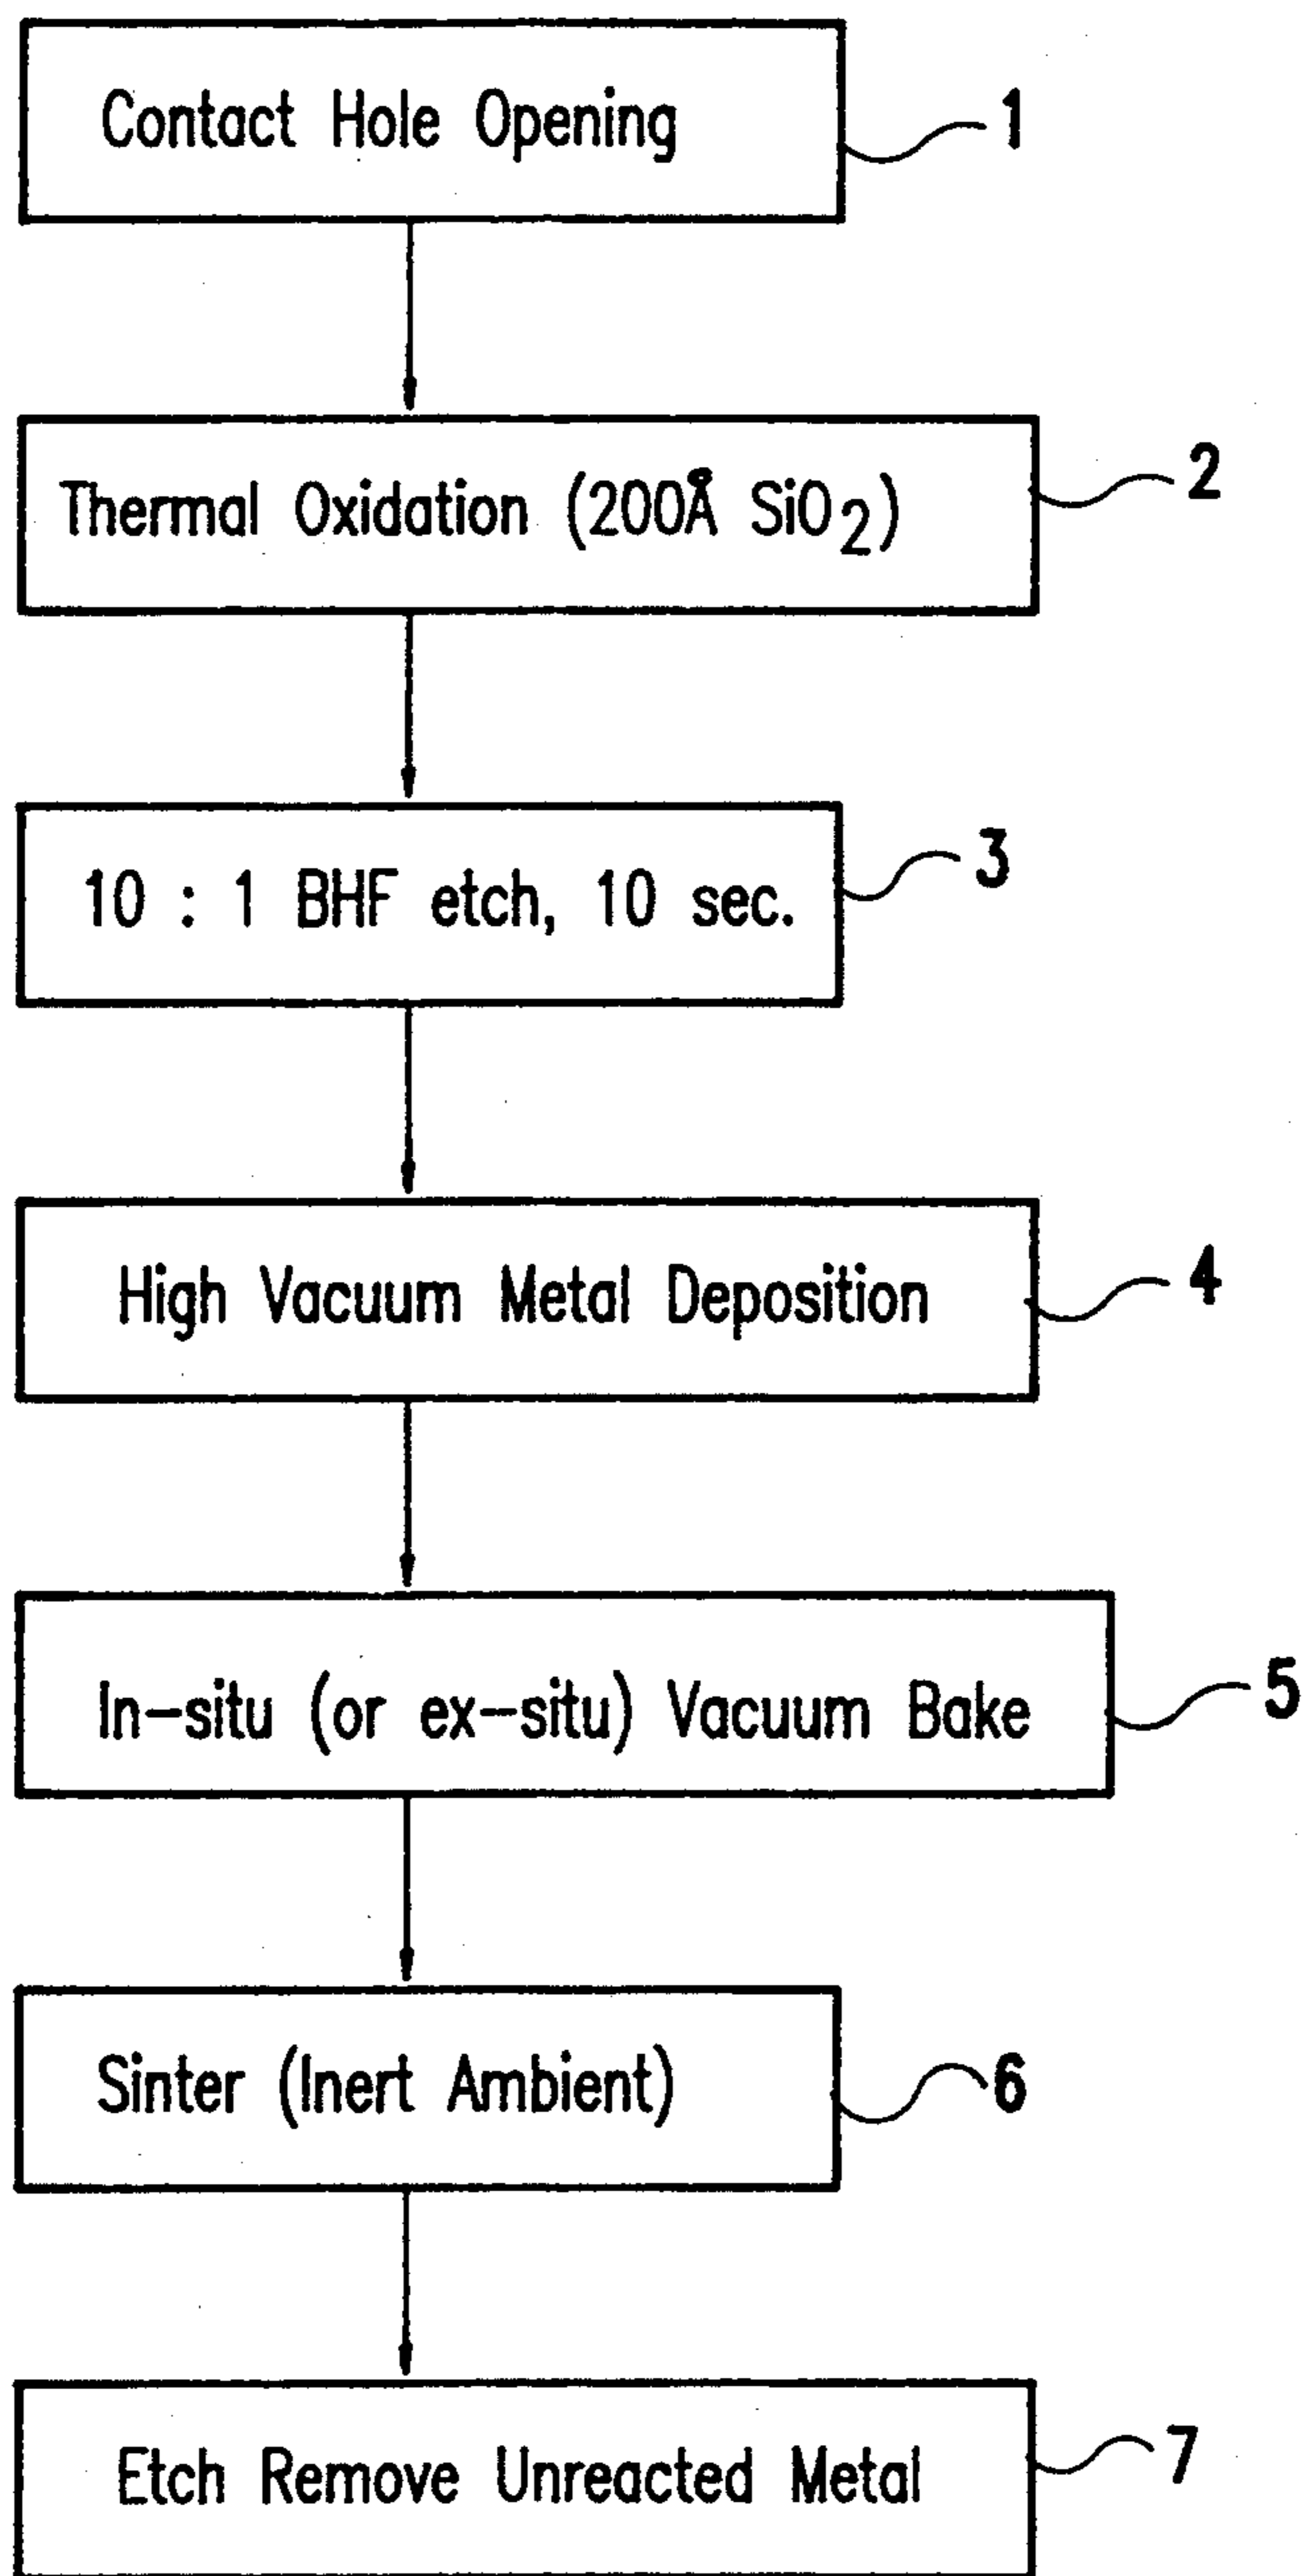 Contact Hole Opening 1
Thermal Oxidation (200Å SiO2) 2
10 : 1 BHF etch, 10 sec. 3
High Vacuum Metal Deposition 4
In-situ (or ex-situ) Vacuum Bake 5
Sinter (Inert Ambient) 6
Etch Remove Unreacted Metal 7